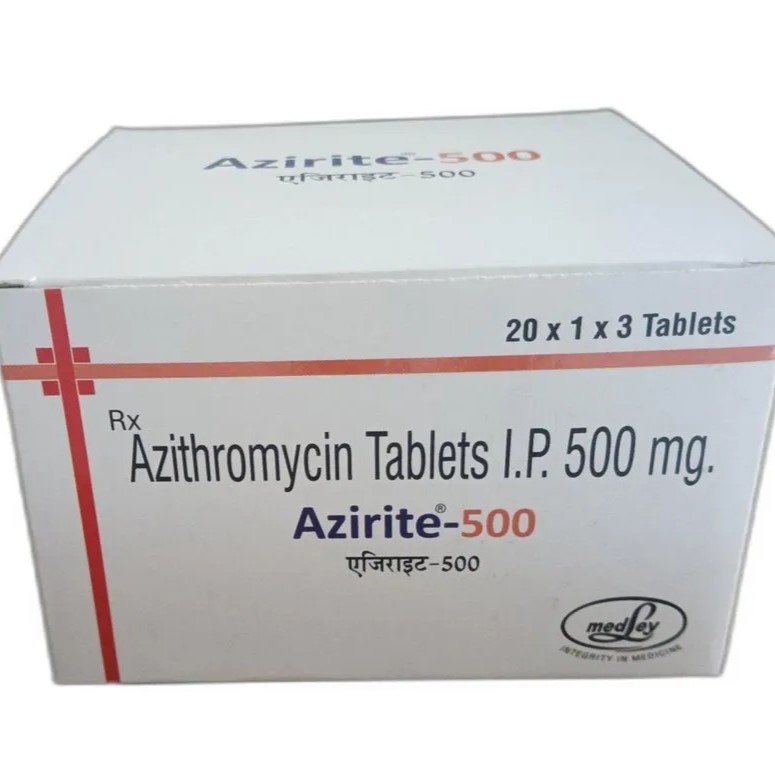 Azirite®-500
एजिराइट-500
20 x 1 x 3 Tablets
Rx
Azithromycin Tablets I.P. 500 mg.
Azirite®-500
एजिराइट-500
medley
INTEGRITY IN MEDICINE